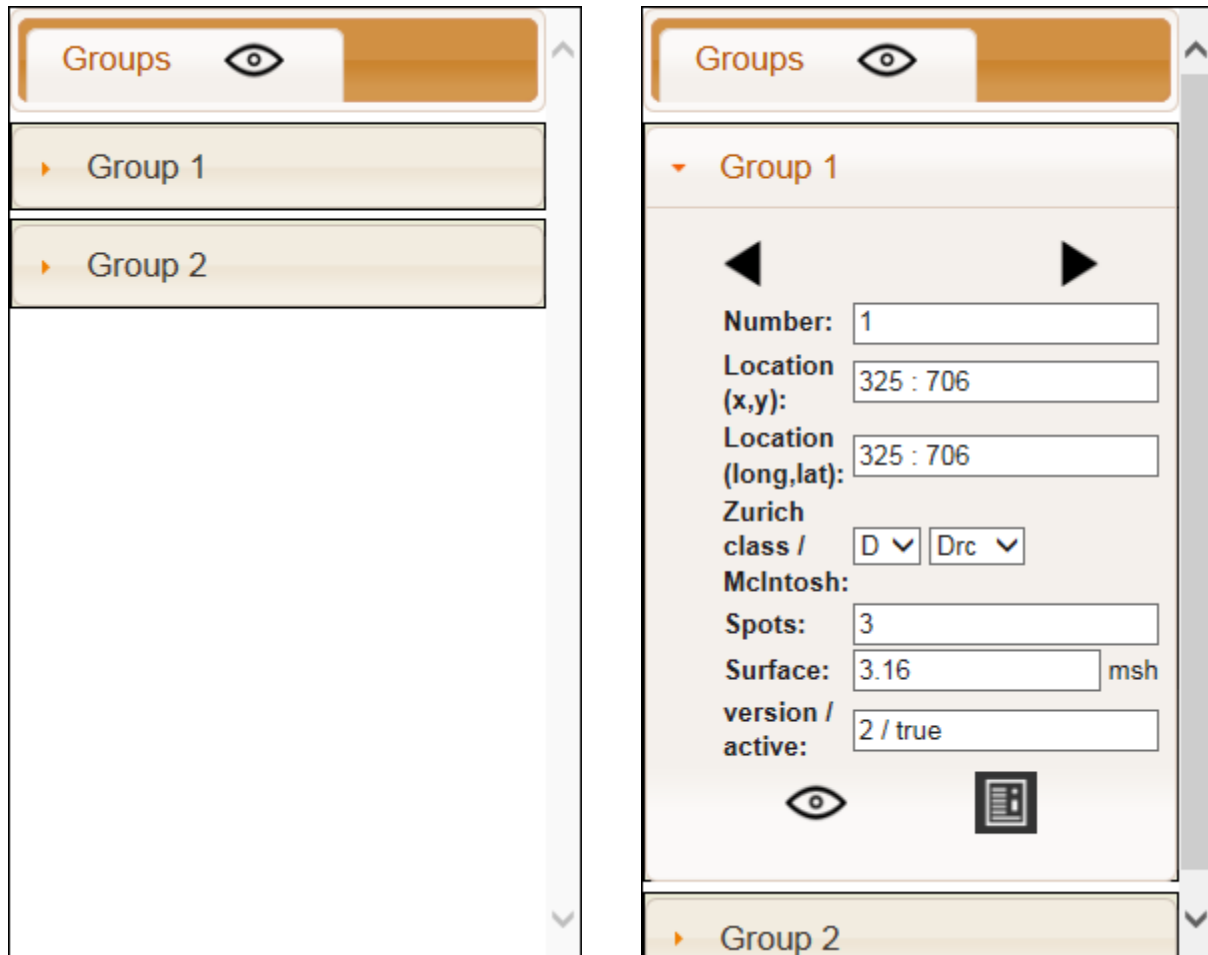 Groups
Group 1
Group 2
Groups
Group 1
Number: 1
Location
(x,y): 325 : 706
Location
(long,lat): 325 : 706
Zurich
class / D Drc
McIntosh:
Spots: 3
Surface: 3.16 msh
version /
active: 2 / true
Group 2